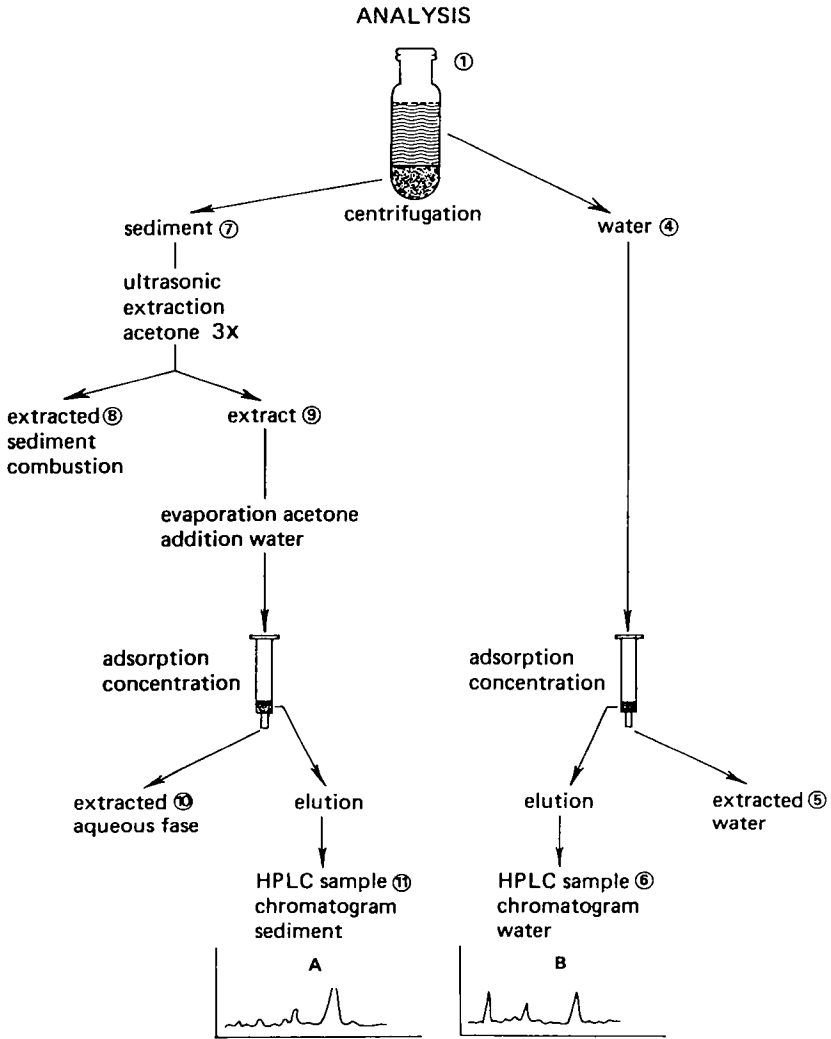 ANALYSIS
①
centrifugation
sediment ⑦
water ④
ultrasonic
extraction
acetone 3x
extracted ⑧
sediment
combustion
extract ⑨
evaporation acetone
addition water
adsorption
concentration
adsorption
concentration
extracted ⑩
aqueous fase
elution
elution
extracted ⑤
water
HPLC sample ⑪
chromatogram
sediment
HPLC sample ⑥
chromatogram
water
A
B